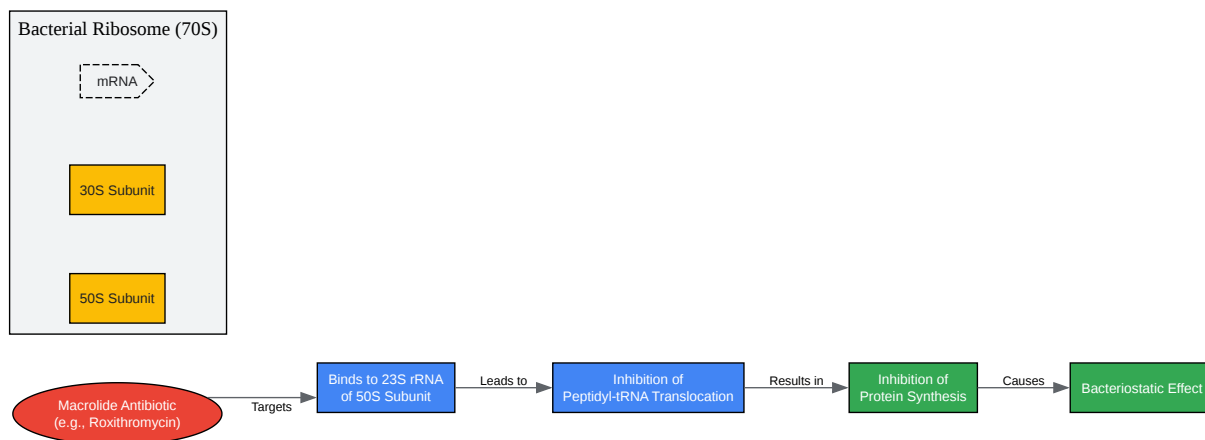 Bacterial Ribosome (70S)
mRNA
30S Subunit
50S Subunit
Macrolide Antibiotic
(e.g., Roxithromycin)
Targets
Binds to 23S rRNA
of 50S Subunit
Leads to
Inhibition of
Peptidyl-tRNA Translocation
Results in
Inhibition of
Protein Synthesis
Causes
Bacteriostatic Effect